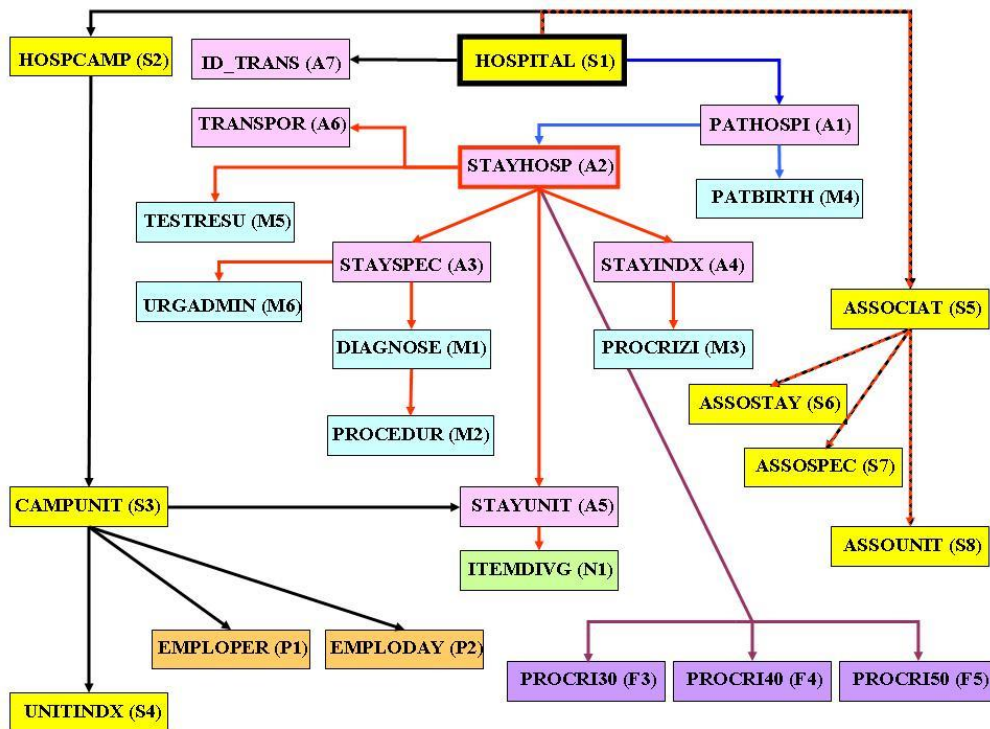 HOSPCAMP (S2)
ID_TRANS (A7)
HOSPITAL (S1)
TRANSPOR (A6)
PATHOSPI (A1)
STAYHOSP (A2)
PATBIRTH (M4)
TESTRESU (M5)
STAYSPEC (A3)
STAYINDX (A4)
URGADMIN (M6)
ASSOCIAT (S5)
DIAGNOSE (M1)
PROCRIZI (M3)
ASSOSTAY (S6)
PROCEDUR (M2)
ASSOSPEC (S7)
CAMPUNIT (S3)
STAYUNIT (A5)
ASSOUNIT (S8)
ITEMDIVG (N1)
EMPLOPER (P1)
EMPLODAY (P2)
PROCRI30 (F3)
PROCRI40 (F4)
PROCRI50 (F5)
UNITINDX (S4)